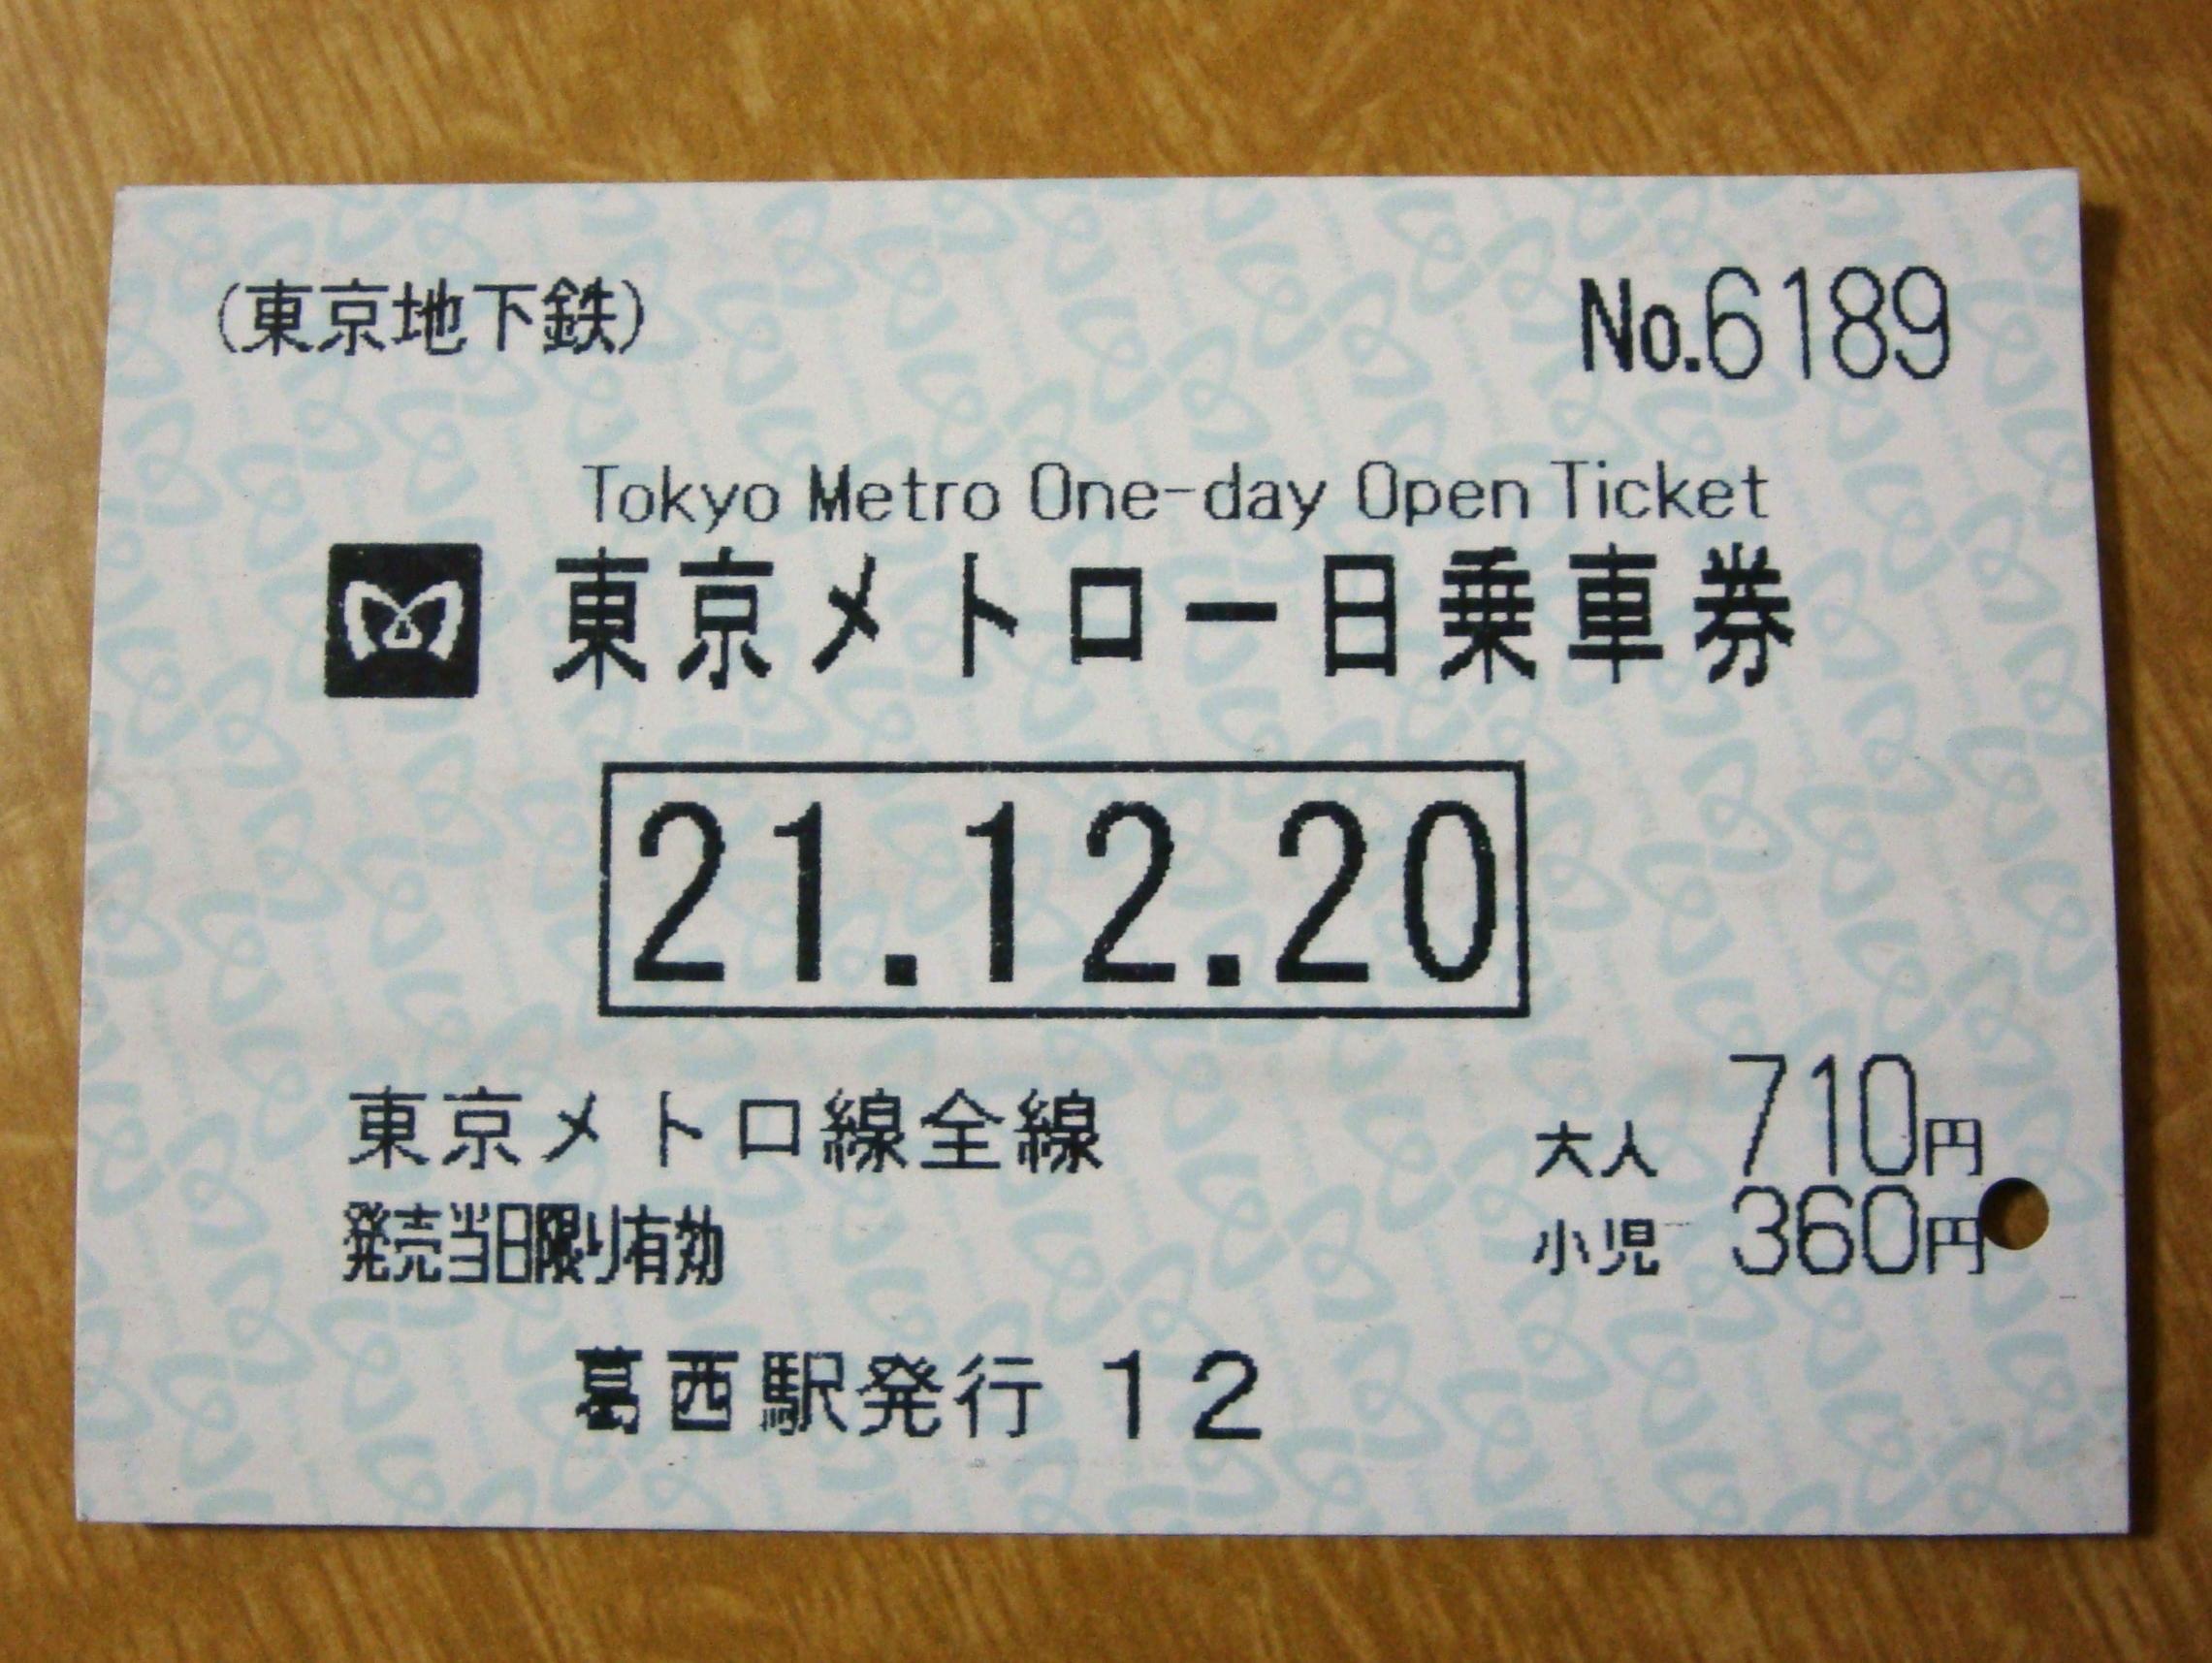 (東京地下鉄)
No.6189
Tokyo Metro One-day Open Ticket
東京メトロ一日乗車券
21.12.20
東京メトロ線全線
大人 710円
発売当日限り有効
小児 360円
葛西駅発行 12